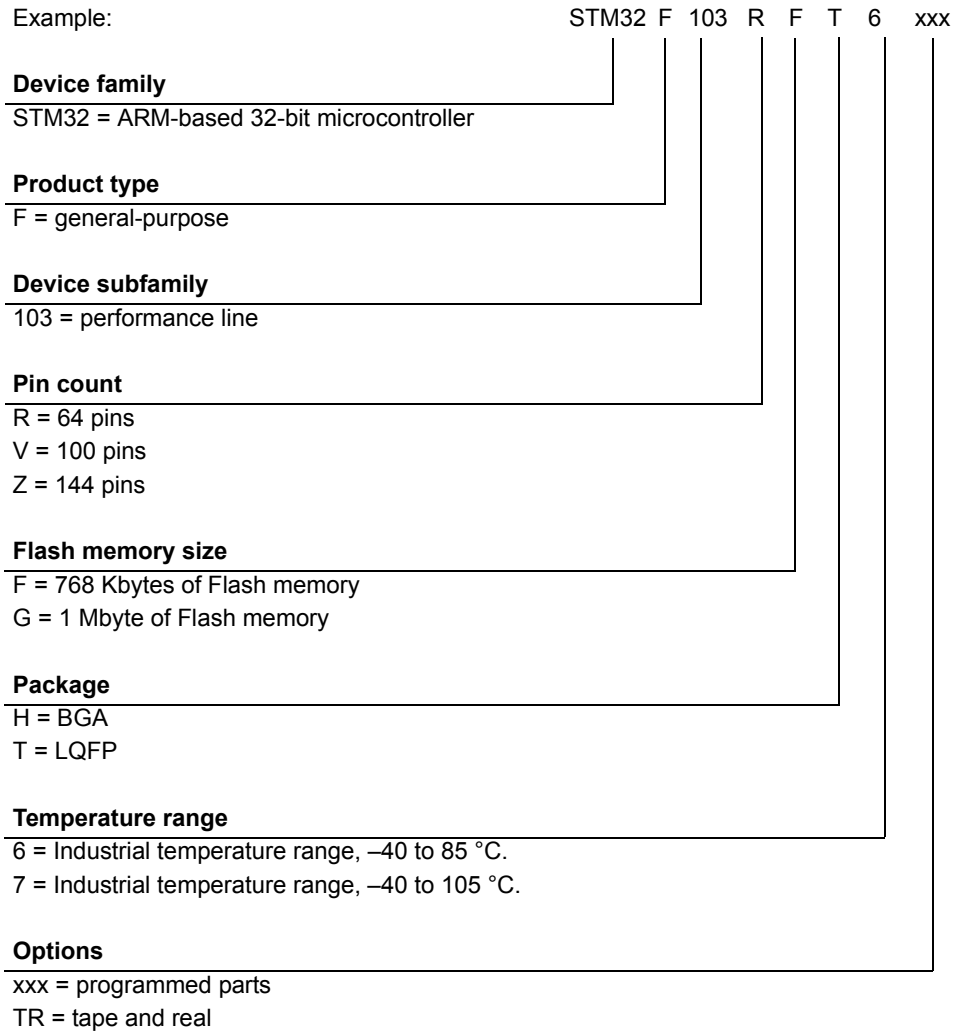 Example: STM32 F 103 R F T 6 xxx
Device family
STM32 = ARM-based 32-bit microcontroller
Product type
F = general-purpose
Device subfamily
103 = performance line
Pin count
R = 64 pins
V = 100 pins
Z = 144 pins
Flash memory size
F = 768 Kbytes of Flash memory
G = 1 Mbyte of Flash memory
Package
H = BGA
T = LQFP
Temperature range
6 = Industrial temperature range, –40 to 85 °C.
7 = Industrial temperature range, –40 to 105 °C.
Options
xxx = programmed parts
TR = tape and real